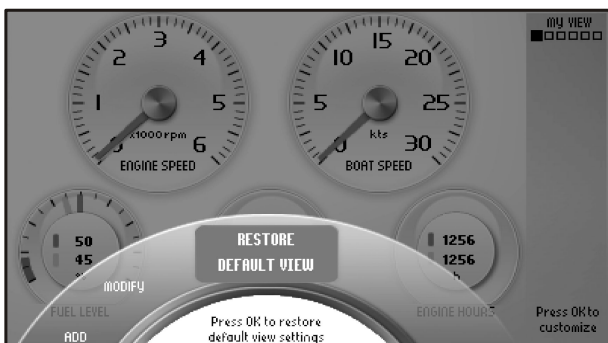 MY VIEW
0 1 2 3 4 5 6
x1000rpm
ENGINE SPEED
0 5 10 15 20 25 30
kts
BOAT SPEED
50
45
FUEL LEVEL
1256
1256
h
ENGINE HOURS
RESTORE
DEFAULT VIEW
MODIFY
ADD
Press OK to restore
default view settings
Press OK to
customize